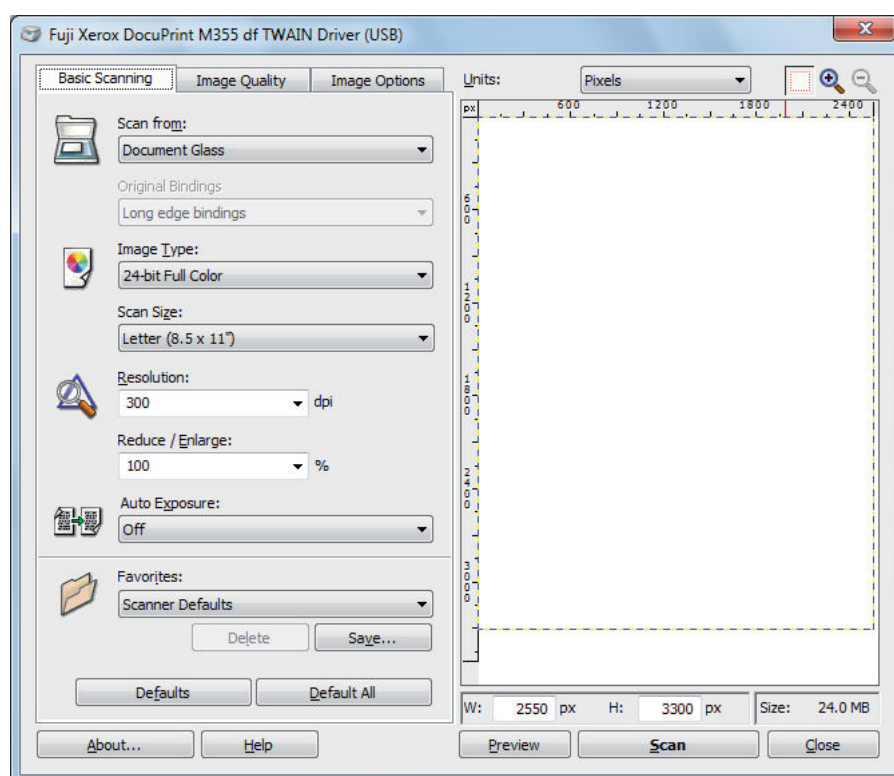 Fuji Xerox DocuPrint M355 df TWAIN Driver (USB)
Basic Scanning
Image Quality
Image Options
Scan from:
Document Glass
Original Bindings
Long edge bindings
Image Type:
24-bit Full Color
Scan Size:
Letter (8.5 x 11")
Resolution:
300 dpi
Reduce / Enlarge:
100 %
Auto Exposure:
Off
Favorites:
Scanner Defaults
Delete
Save...
Defaults
Default All
About...
Help
Units:
Pixels
px 600 1200 1800 2400
600
1200
1800
2400
3000
W: 2550 px H: 3300 px Size: 24.0 MB
Preview
Scan
Close